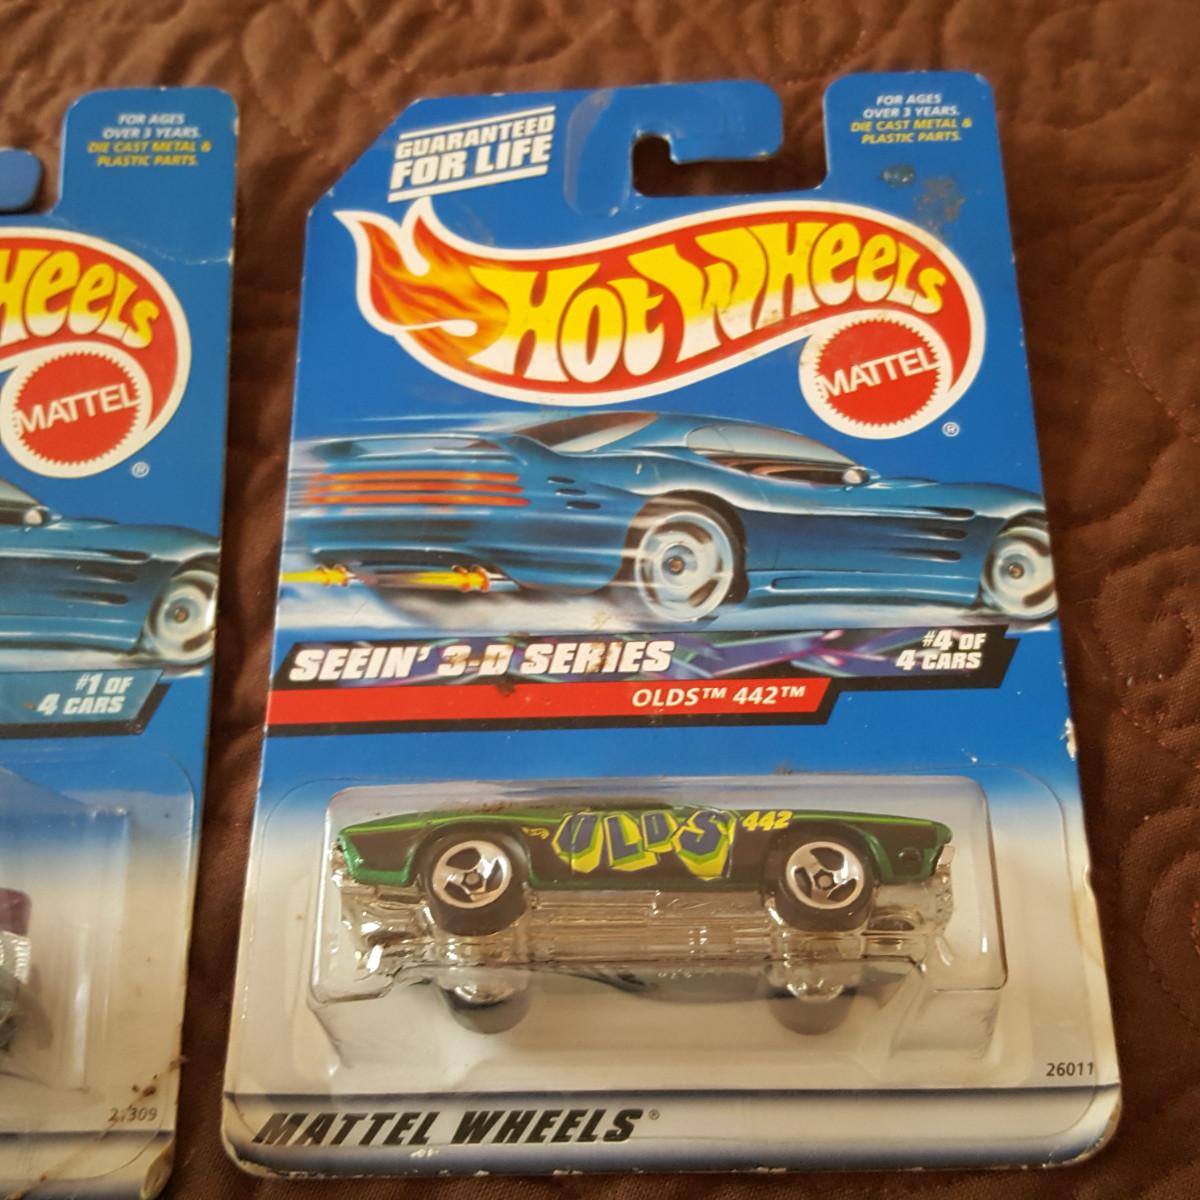 FOR AGES
OVER 3 YEARS.
DIE CAST METAL &
PLASTIC PARTS.
Heels
MATTEL
®
#1 OF
4 CARS
GUARANTEED
FOR LIFE
FOR AGES
OVER 3 YEARS.
DIE CAST METAL &
PLASTIC PARTS.
Hot Wheels
MATTEL
®
SEEIN' 3-D SERIES
#4 OF
4 CARS
OLDS™ 442™
OLDS 442
26011
MATTEL WHEELS®